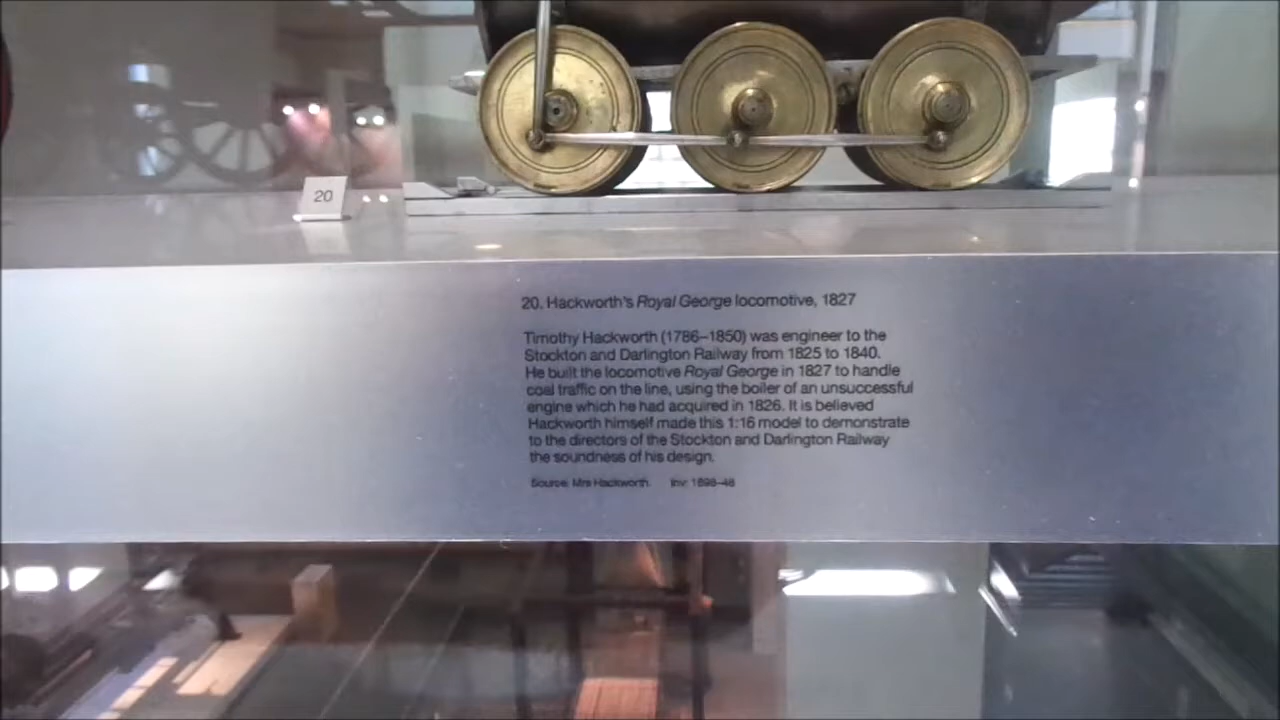 20
20. Hackworth's Royal George locomotive, 1827
Timothy Hackworth (1786–1850) was engineer to the
Stockton and Darlington Railway from 1825 to 1840.
He built the locomotive Royal George in 1827 to handle
coal traffic on the line, using the boiler of an unsuccessful
engine which he had acquired in 1826. It is believed
Hackworth himself made this 1:16 model to demonstrate
to the directors of the Stockton and Darlington Railway
the soundness of his design.
Source: Mrs Hackworth. Inv: 1898–48